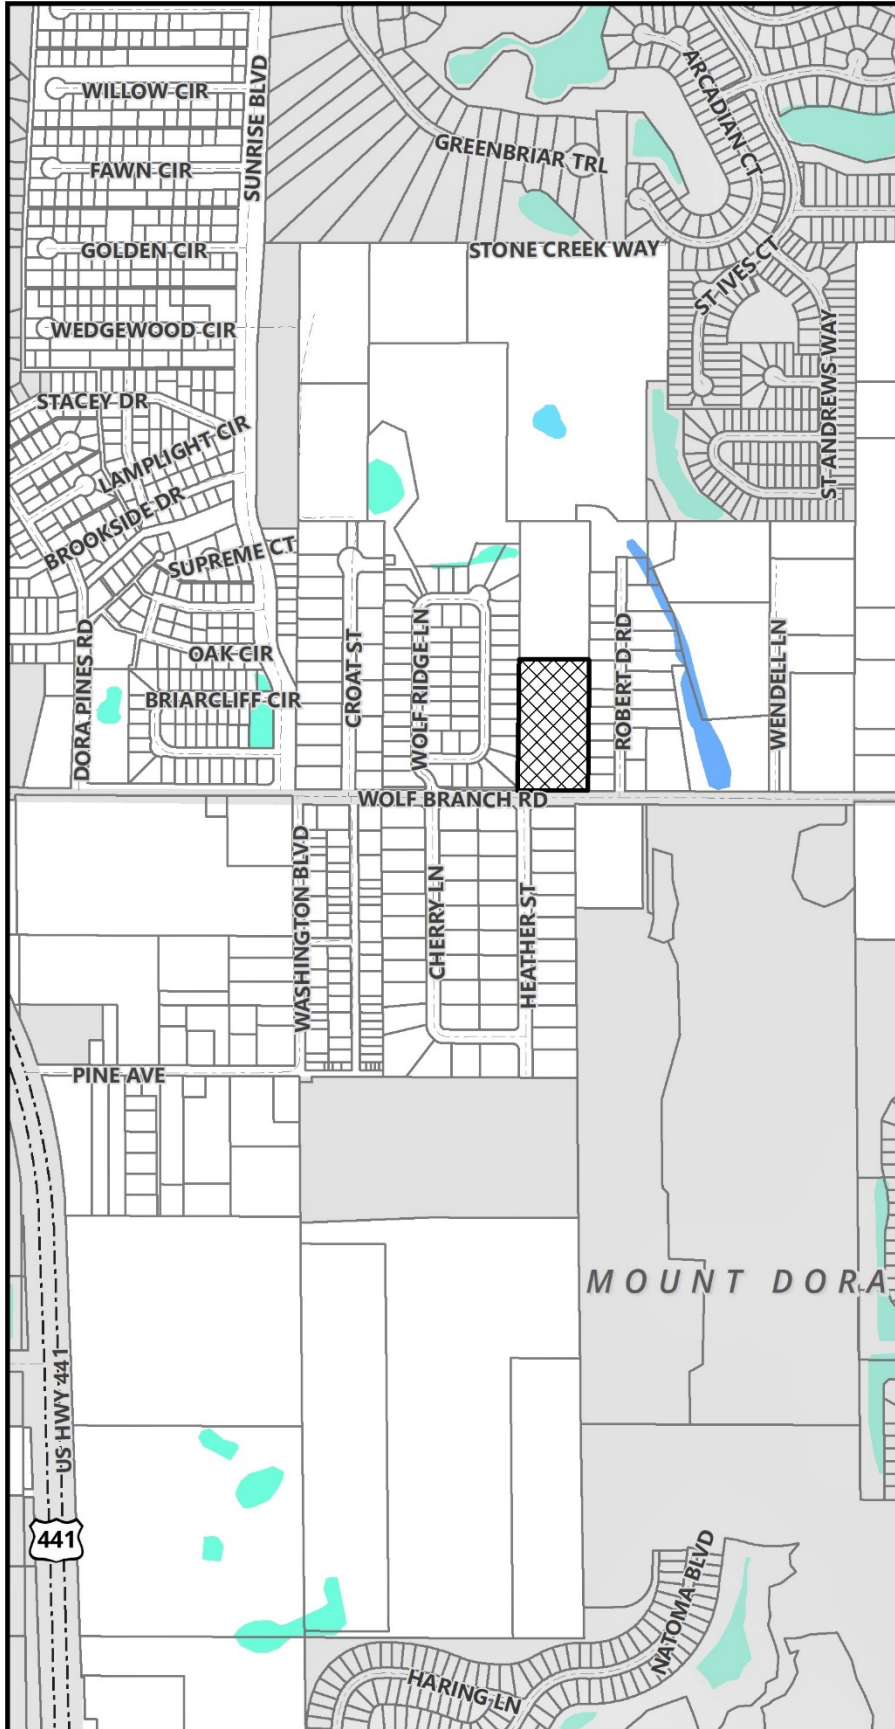 WILLOW CIR
SUNRISE BLVD
ARCADIAN CT
FAWN CIR
GREENBRIAR TRL
GOLDEN CIR
STONE CREEK WAY
ST IVES CT
WEDGEWOOD CIR
STACEY DR
ST ANDREWS WAY
LAMPLIGHT CIR
BROOKSIDE DR
SUPREME CT
DORA PINES RD
OAK CIR
CROAT ST
WOLF RIDGE LN
ROBERT D RD
WENDELL LN
BRIARCLIFF CIR
WOLF BRANCH RD
WASHINGTON BLVD
CHERRY LN
HEATHER ST
PINE AVE
MOUNT DORA
US HWY 441
441
NATOMA BLVD
HARING LN